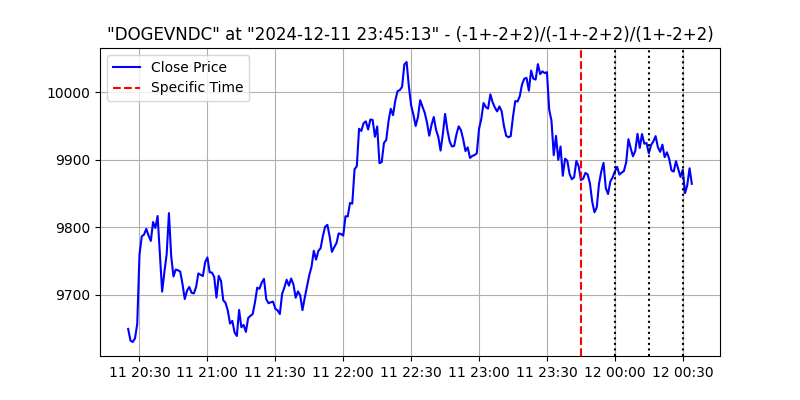 "DOGEVNDC" at "2024-12-11 23:45:13" - (-1+-2+2)/(-1+-2+2)/(1+-2+2)
Close Price
Specific Time
10000
9900
9800
9700
11 20:30 11 21:00 11 21:30 11 22:00 11 22:30 11 23:00 11 23:30 12 00:00 12 00:30